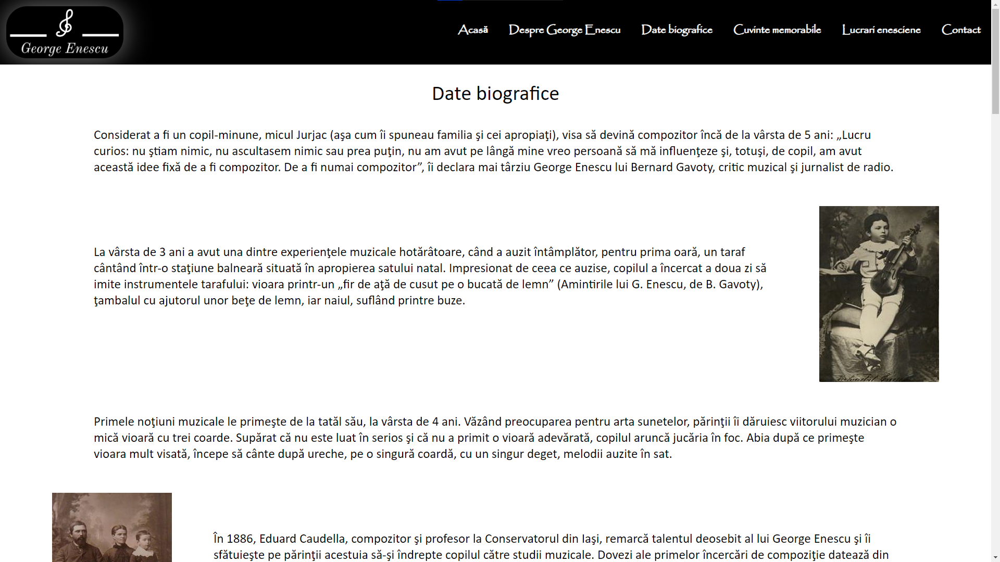 George Enescu
Acasă
Despre George Enescu
Date biografice
Cuvinte memorabile
Lucrari enesciene
Contact
Date biografice
Considerat a fi un copil-minune, micul Jurjac (aşa cum îi spuneau familia şi cei apropiaţi), visa să devină compozitor încă de la vârsta de 5 ani: „Lucru
curios: nu ştiam nimic, nu ascultasem nimic sau prea puţin, nu am avut pe lângă mine vreo persoană să mă influenţeze şi, totuşi, de copil, am avut
această idee fixă de a fi compozitor. De a fi numai compozitor”, îi declara mai târziu George Enescu lui Bernard Gavoty, critic muzical şi jurnalist de radio.
La vârsta de 3 ani a avut una dintre experienţele muzicale hotărâtoare, când a auzit întâmplător, pentru prima oară, un taraf
cântând într-o staţiune balneară situată în apropierea satului natal. Impresionat de ceea ce auzise, copilul a încercat a doua zi să
imite instrumentele tarafului: vioara printr-un „fir de aţă de cusut pe o bucată de lemn” (Amintirile lui G. Enescu, de B. Gavoty),
ţambalul cu ajutorul unor beţe de lemn, iar naiul, suflând printre buze.
Primele noţiuni muzicale le primeşte de la tatăl său, la vârsta de 4 ani. Văzând preocuparea pentru arta sunetelor, părinţii îi dăruiesc viitorului muzician o
mică vioară cu trei coarde. Supărat că nu este luat în serios şi că nu a primit o vioară adevărată, copilul aruncă jucăria în foc. Abia după ce primeşte
vioara mult visată, începe să cânte după ureche, pe o singură coardă, cu un singur deget, melodii auzite în sat.
În 1886, Eduard Caudella, compozitor şi profesor la Conservatorul din Iaşi, remarcă talentul deosebit al lui George Enescu şi îi
sfătuieşte pe părinţii acestuia să-şi îndrepte copilul către studii muzicale. Dovezi ale primelor încercări de compoziţie datează din